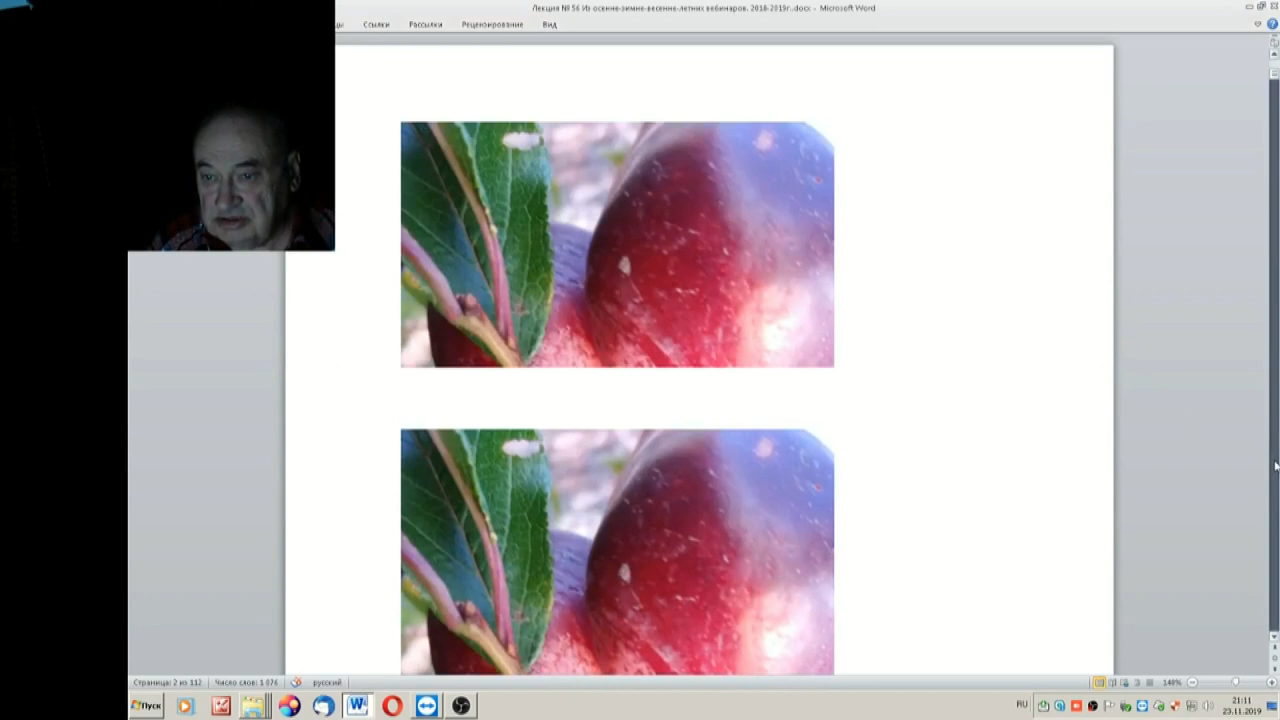 Лекция № 56 Из осенне-зимне-весенне-летних вебинаров. 2018-2019г..docx - Microsoft Word
Ссылки Рассылки Рецензирование Вид
Страница: 2 из 112 Число слов: 1 076 русский 148%
Пуск RU 21:11
23.11.2019